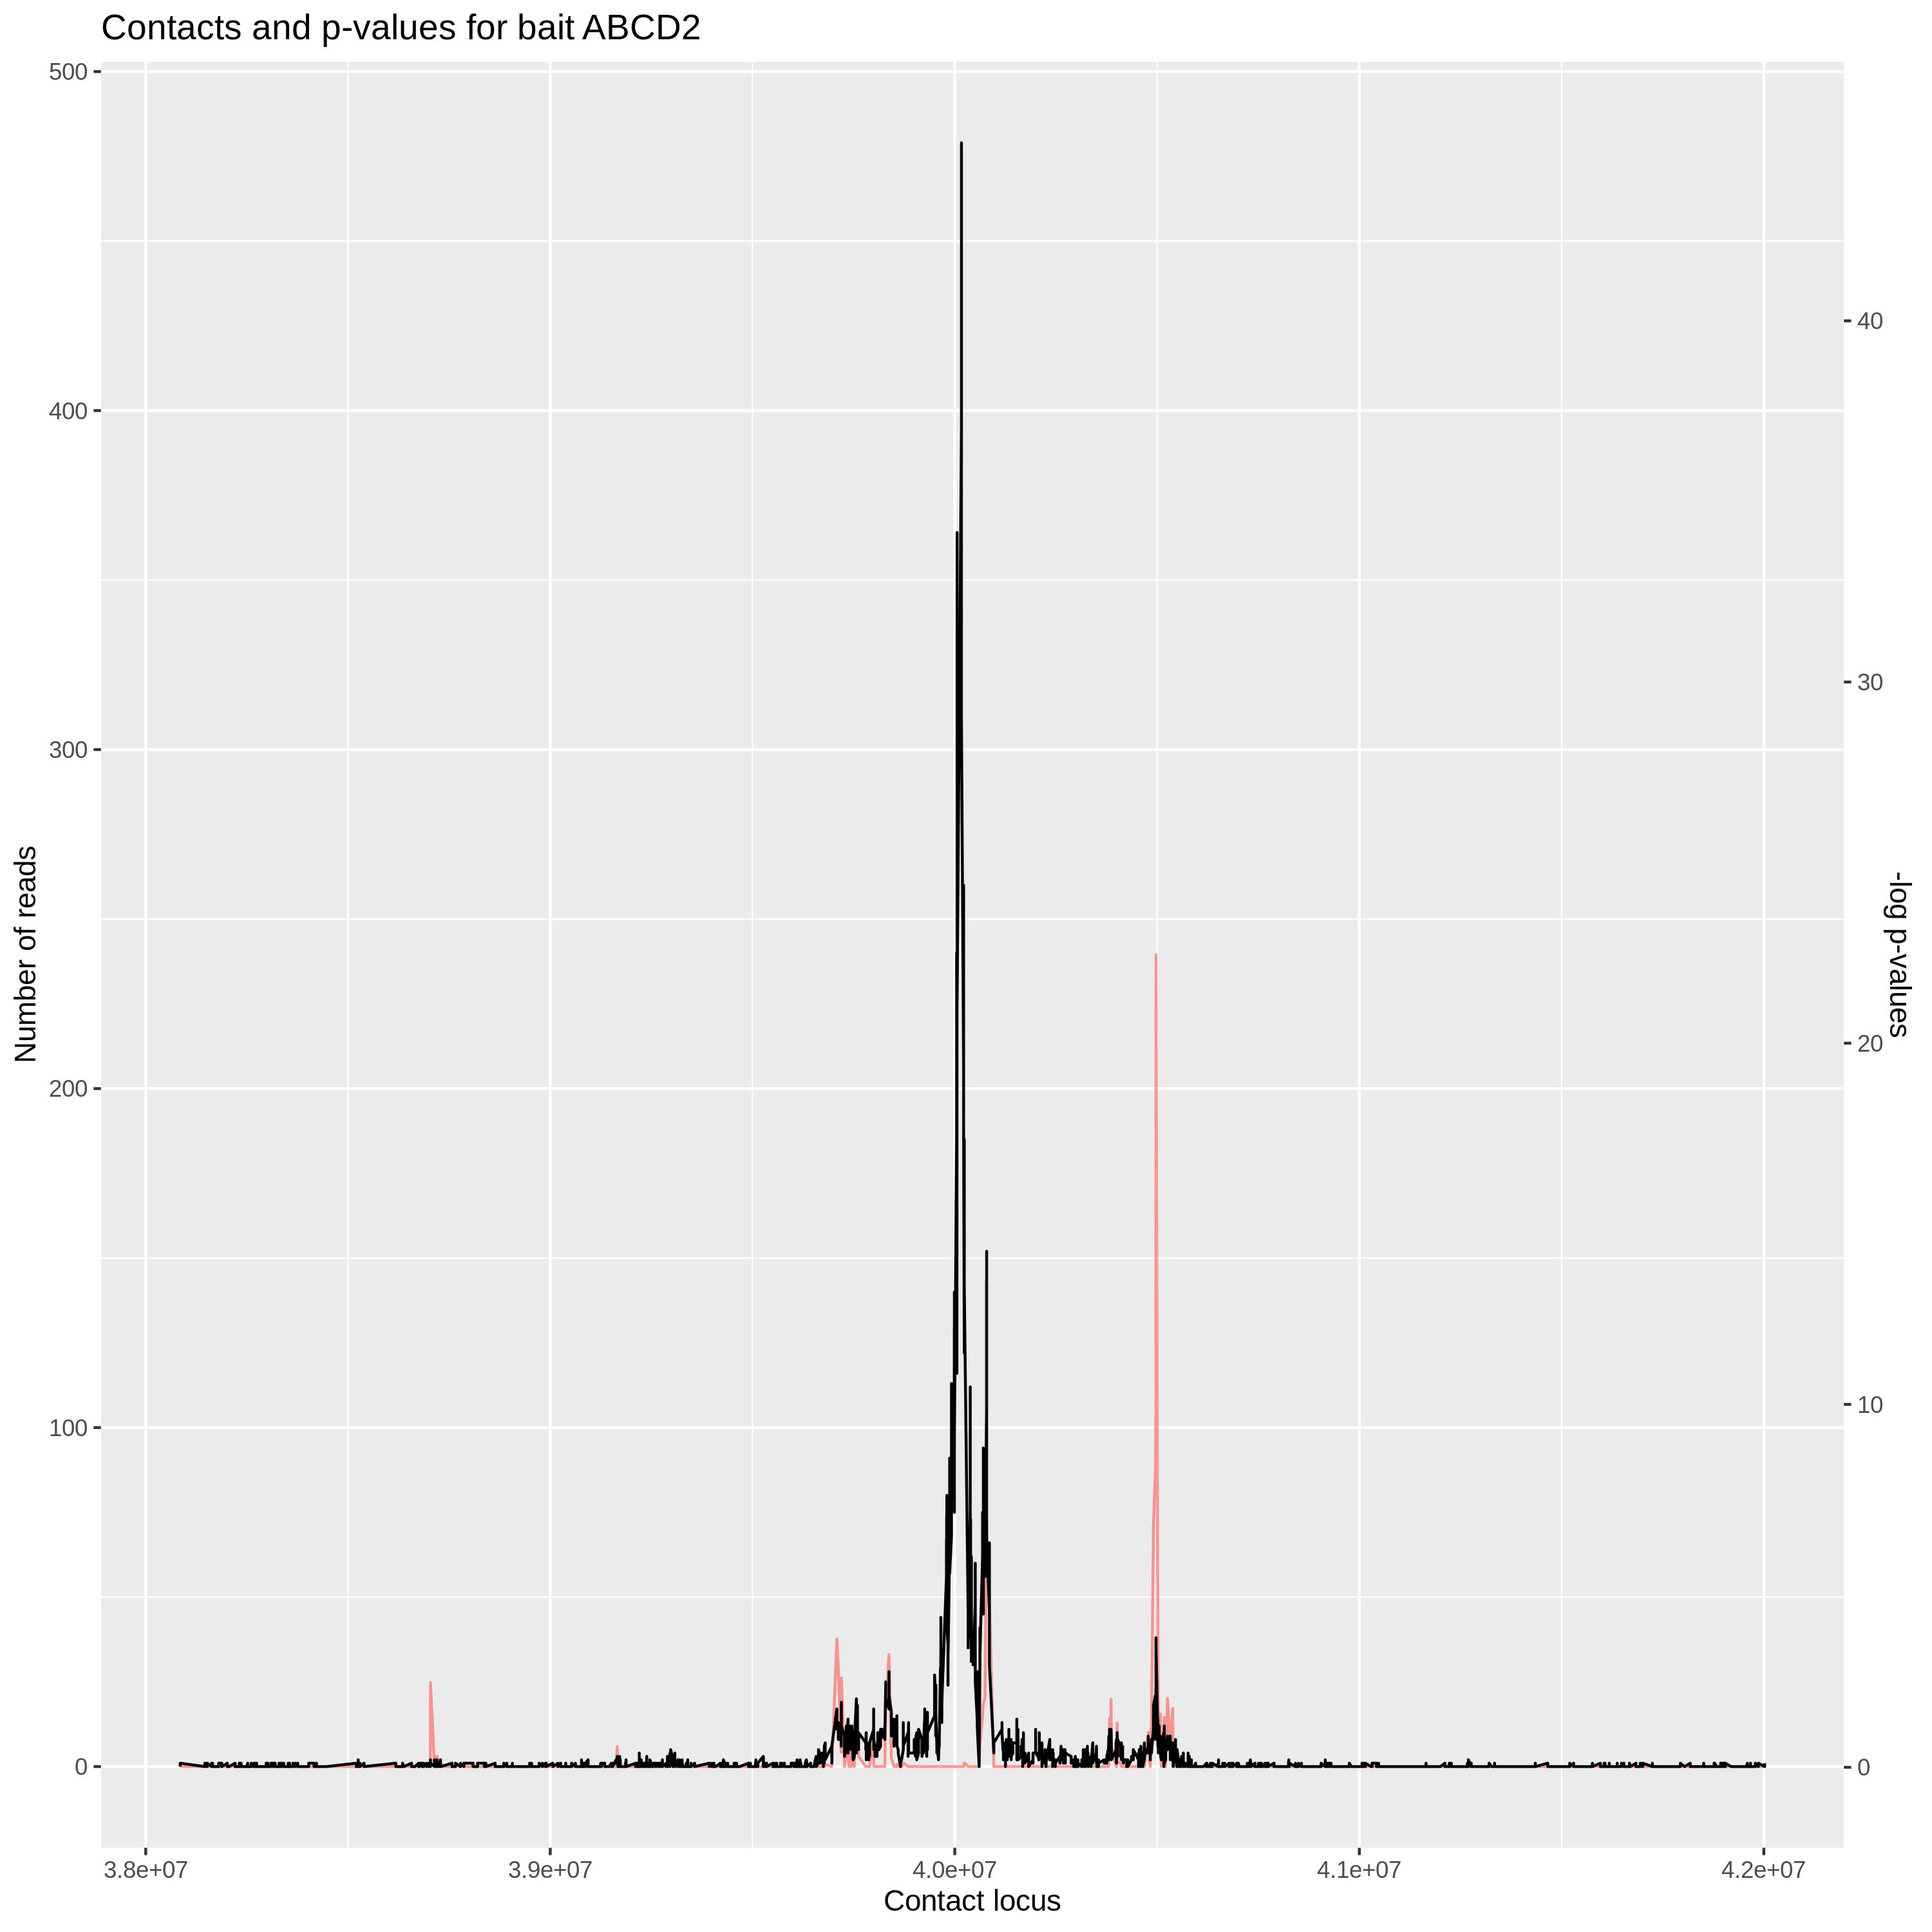 Contacts and p-values for bait ABCD2
500
400
300
200
100
0
Number of reads
40
30
20
10
0
-log p-values
3.8e+07
3.9e+07
4.0e+07
4.1e+07
4.2e+07
Contact locus